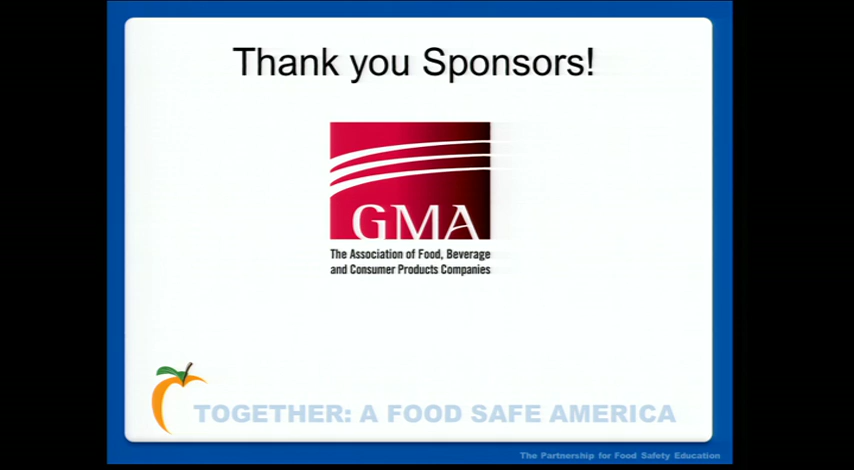 Thank you Sponsors!
GMA
The Association of Food, Beverage
and Consumer Products Companies
TOGETHER: A FOOD SAFE AMERICA
The Partnership for Food Safety Education